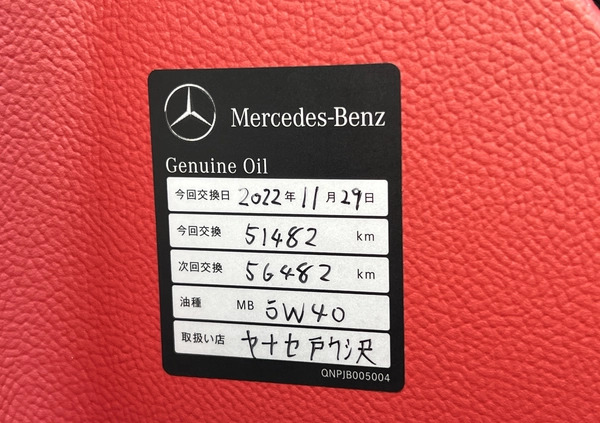 Mercedes-Benz
Genuine Oil
今回交換日 2022年 11月29日
今回交換 51482 km
次回交換 56482 km
油種 MB 5W40
取扱い店 ヤナセ戸クシ沢
QNPJB005004